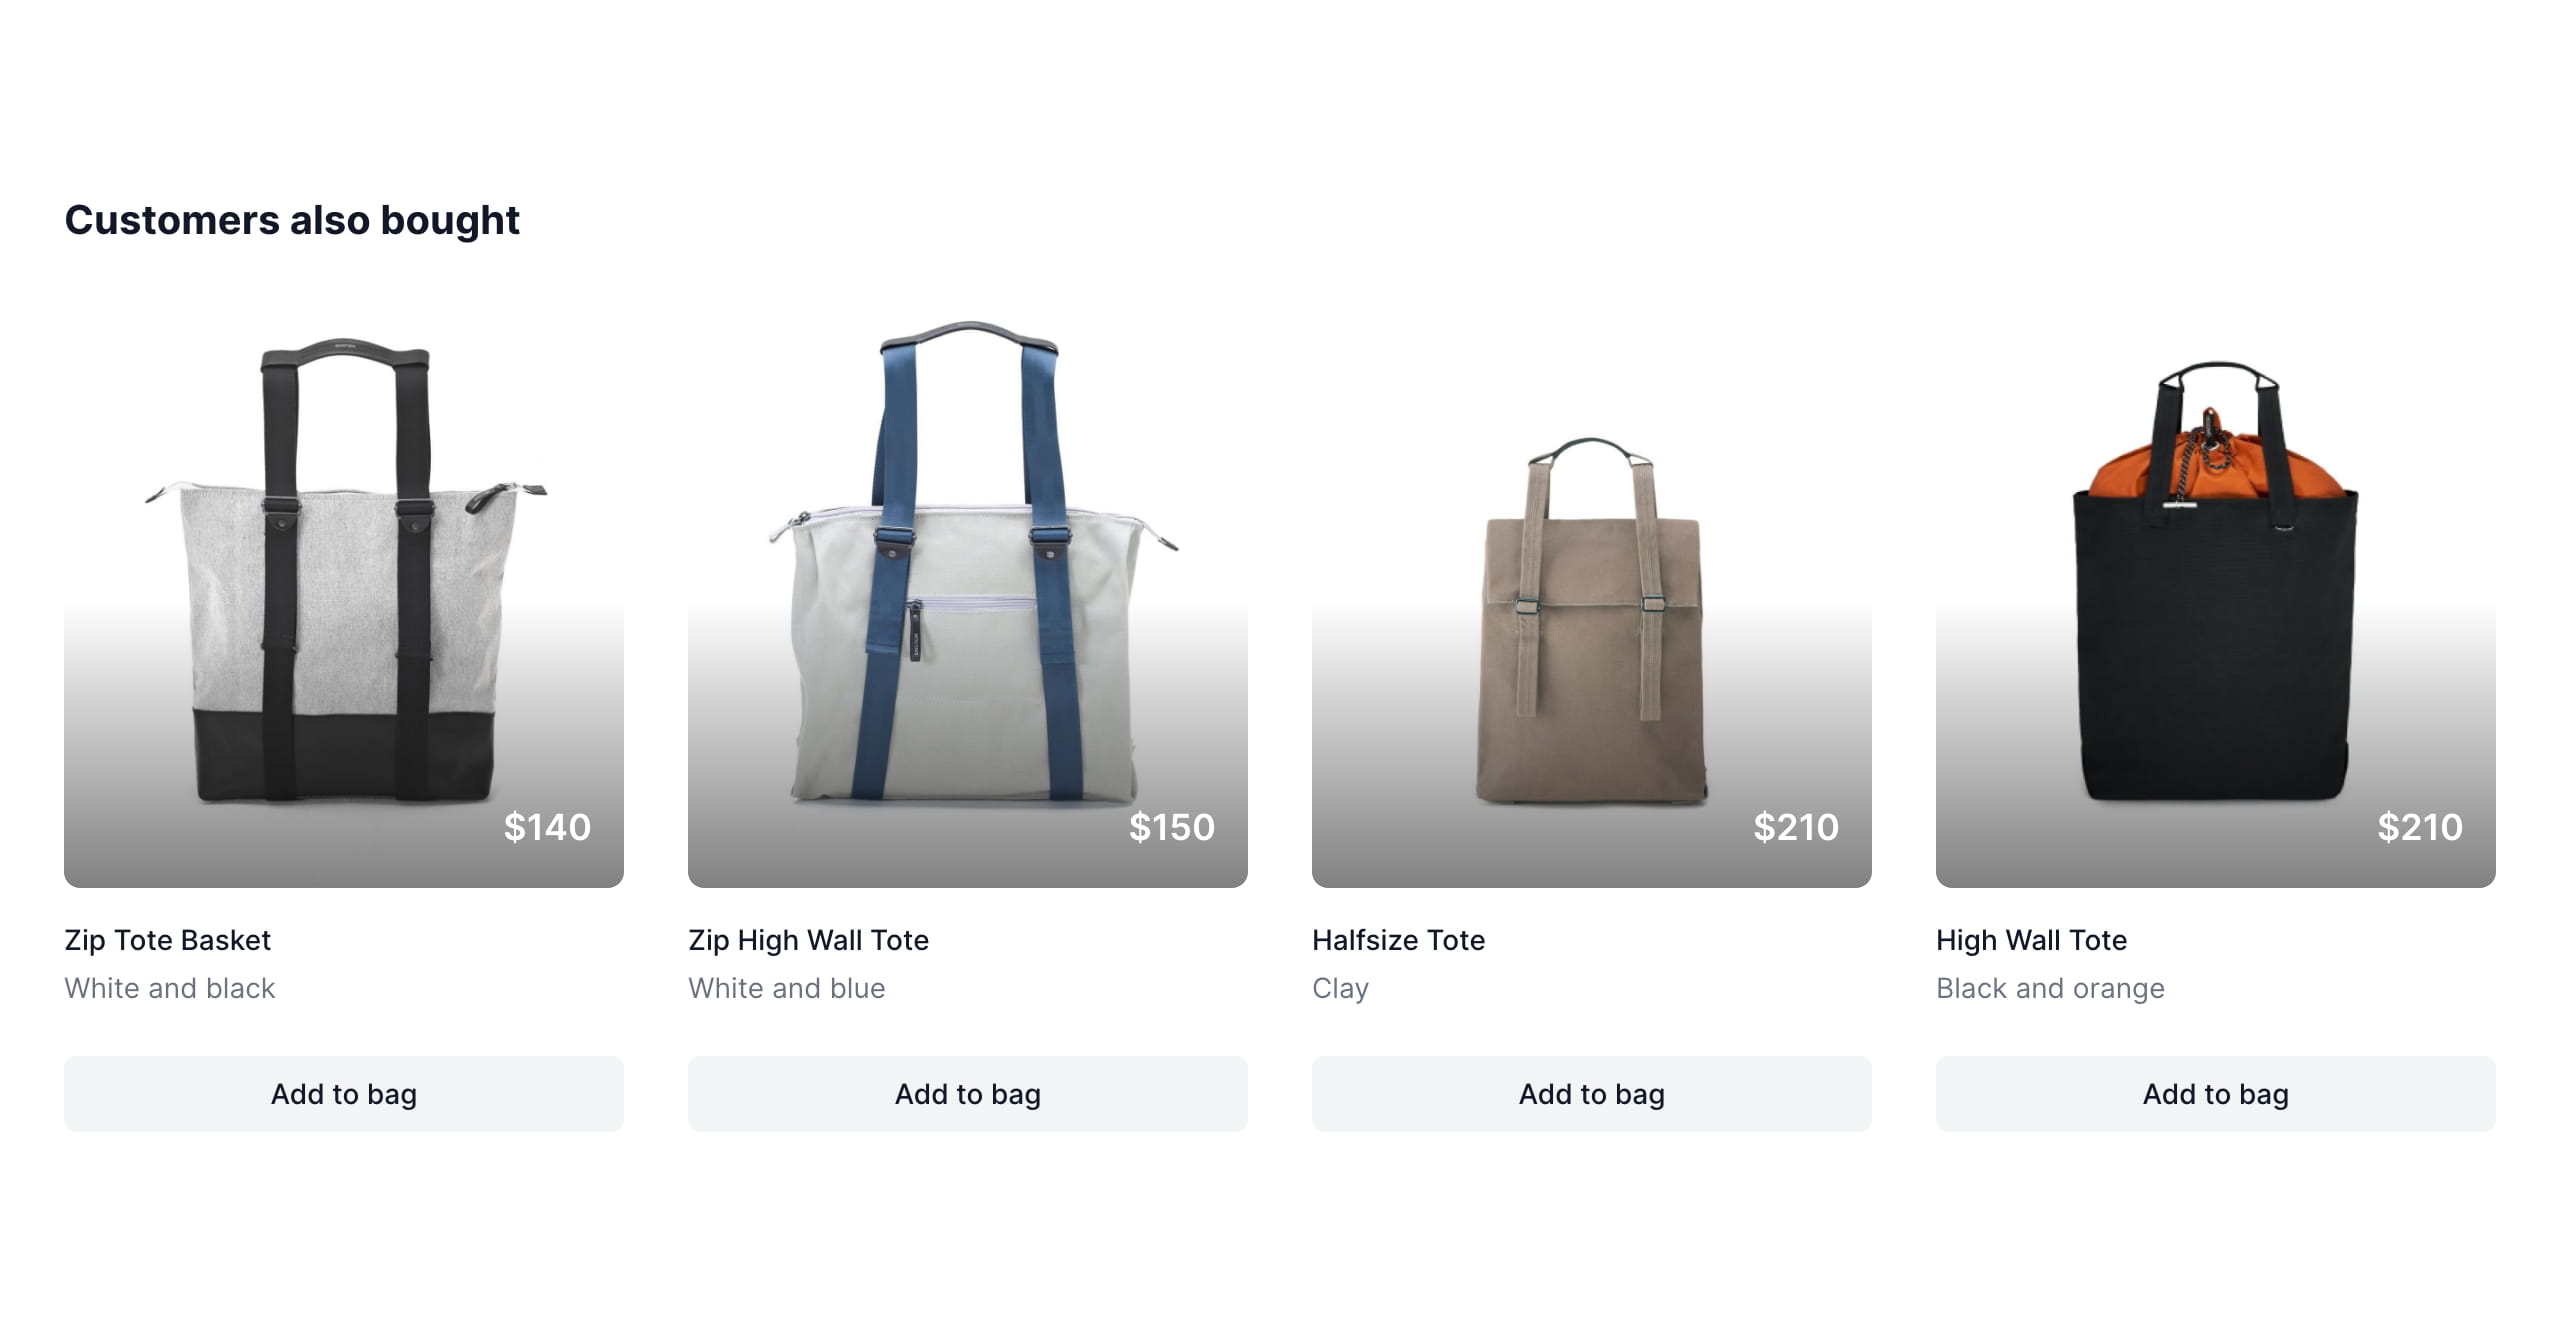 Customers also bought
$140
$150
$210
$210
Zip Tote Basket
White and black
Add to bag
Zip High Wall Tote
White and blue
Add to bag
Halfsize Tote
Clay
Add to bag
High Wall Tote
Black and orange
Add to bag